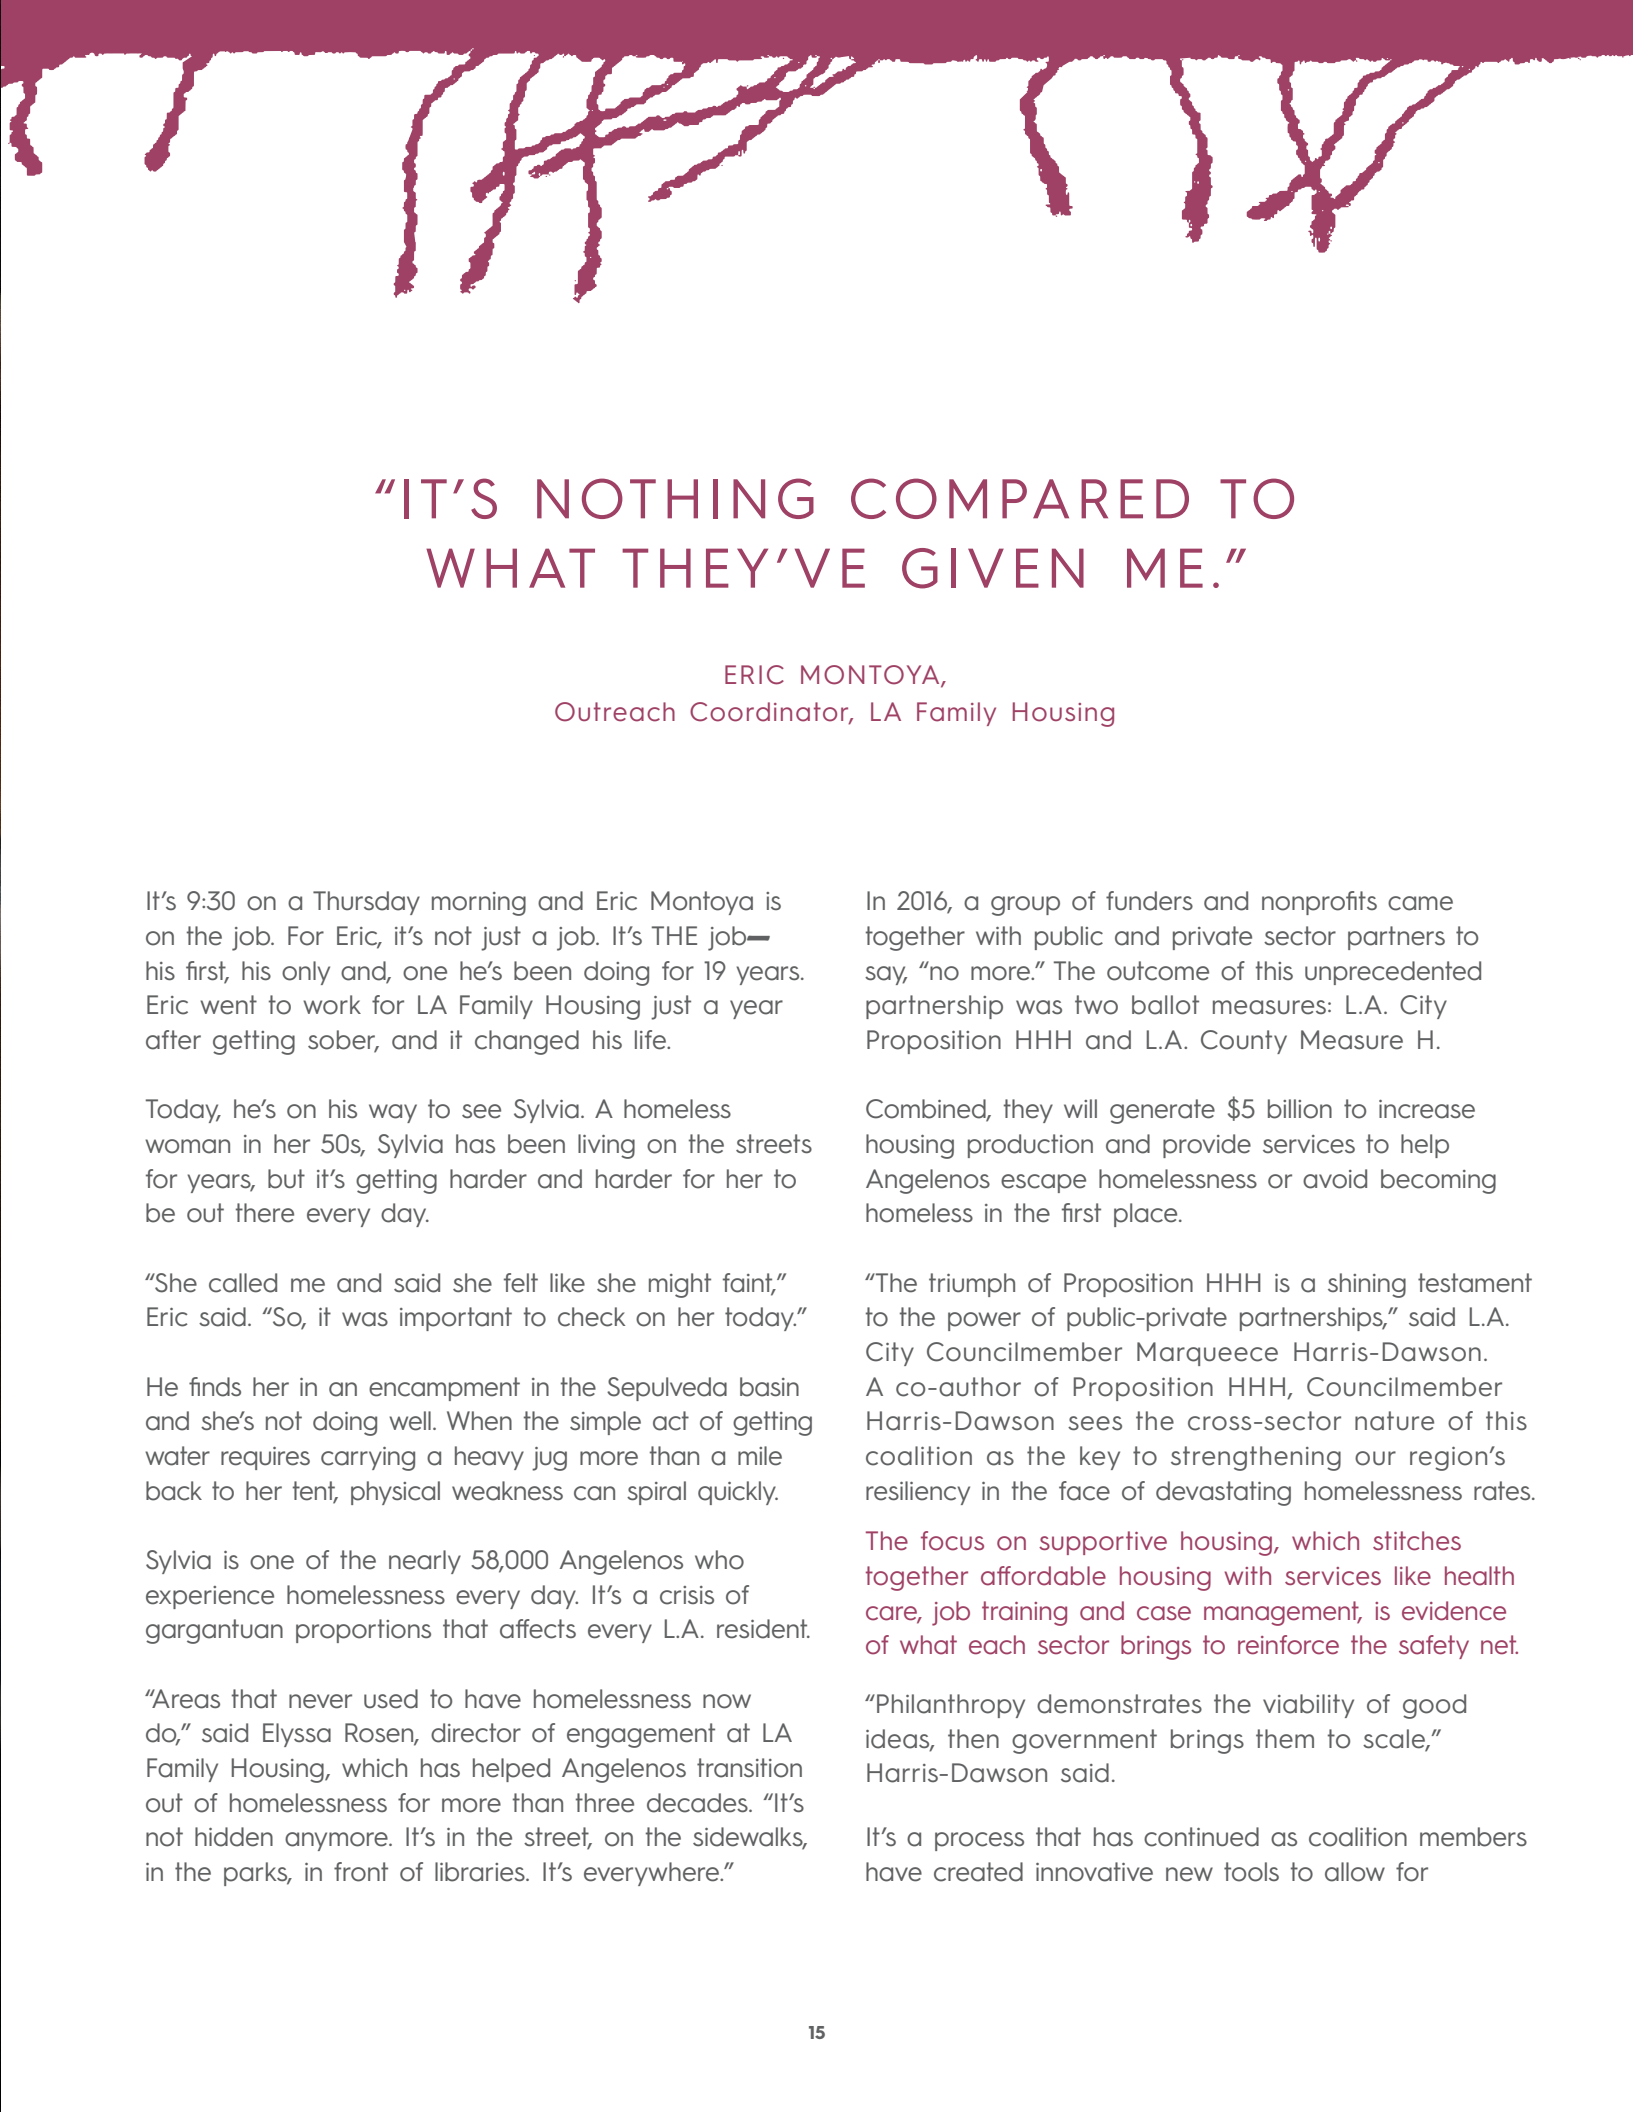 “IT’S NOTHING COMPARED TO
WHAT THEY’VE GIVEN ME.”
ERIC MONTOYA,
Outreach Coordinator, LA Family Housing
It’s 9:30 on a Thursday morning and Eric Montoya is
on the job. For Eric, it’s not just a job. It’s THE job—
his first, his only and, one he’s been doing for 19 years.
Eric went to work for LA Family Housing just a year
after getting sober, and it changed his life.
Today, he’s on his way to see Sylvia. A homeless
woman in her 50s, Sylvia has been living on the streets
for years, but it’s getting harder and harder for her to
be out there every day.
“She called me and said she felt like she might faint,”
Eric said. “So, it was important to check on her today.”
He finds her in an encampment in the Sepulveda basin
and she’s not doing well. When the simple act of getting
water requires carrying a heavy jug more than a mile
back to her tent, physical weakness can spiral quickly.
Sylvia is one of the nearly 58,000 Angelenos who
experience homelessness every day. It’s a crisis of
gargantuan proportions that affects every L.A. resident.
“Areas that never used to have homelessness now
do,” said Elyssa Rosen, director of engagement at LA
Family Housing, which has helped Angelenos transition
out of homelessness for more than three decades. “It’s
not hidden anymore. It’s in the street, on the sidewalks,
in the parks, in front of libraries. It’s everywhere.”
In 2016, a group of funders and nonprofits came
together with public and private sector partners to
say, “no more.” The outcome of this unprecedented
partnership was two ballot measures: L.A. City
Proposition HHH and L.A. County Measure H.
Combined, they will generate $5 billion to increase
housing production and provide services to help
Angelenos escape homelessness or avoid becoming
homeless in the first place.
“The triumph of Proposition HHH is a shining testament
to the power of public-private partnerships,” said L.A.
City Councilmember Marqueece Harris-Dawson.
A co-author of Proposition HHH, Councilmember
Harris-Dawson sees the cross-sector nature of this
coalition as the key to strengthening our region’s
resiliency in the face of devastating homelessness rates.
The focus on supportive housing, which stitches
together affordable housing with services like health
care, job training and case management, is evidence
of what each sector brings to reinforce the safety net.
“Philanthropy demonstrates the viability of good
ideas, then government brings them to scale,”
Harris-Dawson said.
It’s a process that has continued as coalition members
have created innovative new tools to allow for
15